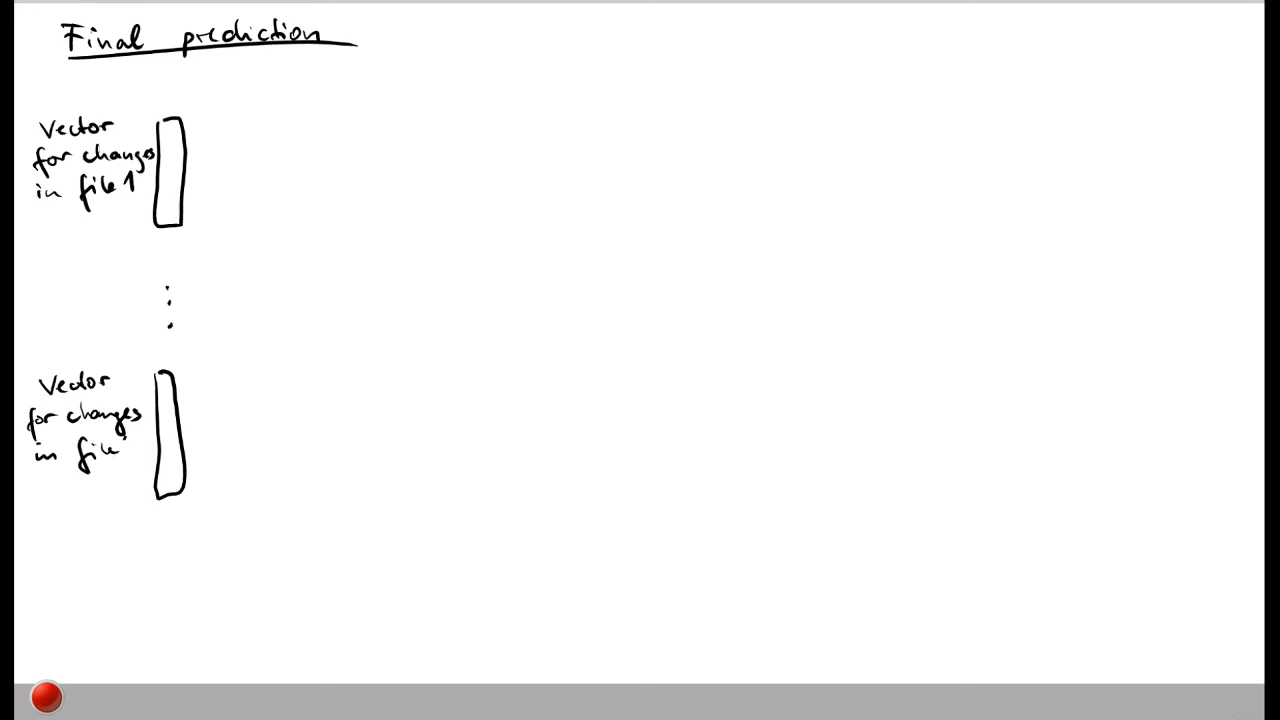 Final prediction
Vector
for changes
in file 1
Vector
for changes
in file